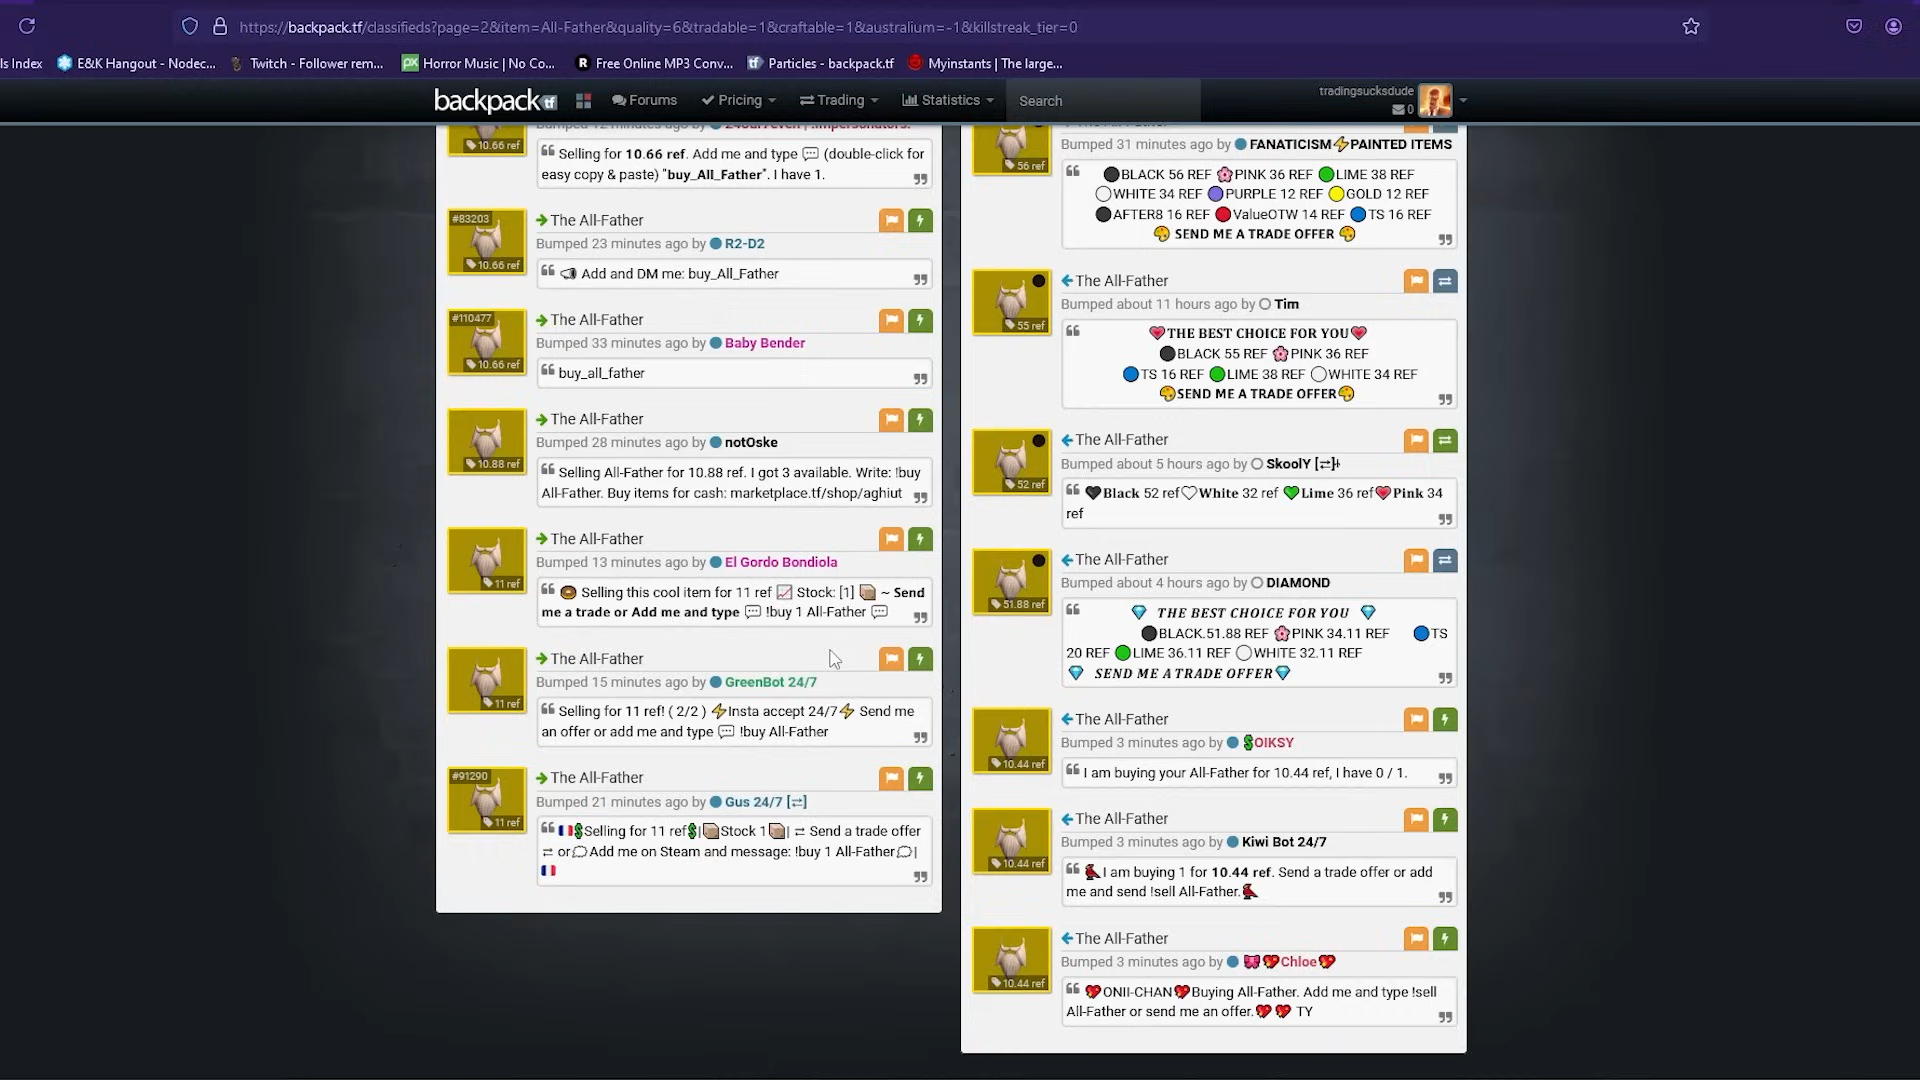 https://backpack.tf/classifieds?page=2&item=All-Father&quality=6&tradable=1&craftable=1&australium=-1&killstreak_tier=0
ls Index E&K Hangout - Nodec... Twitch - Follower rem... Horror Music | No Co... Free Online MP3 Conv... Particles - backpack.tf Myinstants | The large...
backpack.tf Forums Pricing Trading Statistics Search tradingsucksdude 0
10.66 ref
Selling for 10.66 ref. Add me and type 💬 (double-click for
easy copy & paste) "buy_All_Father". I have 1.
#83203
10.66 ref
The All-Father
Bumped 23 minutes ago by R2-D2
Add and DM me: buy_All_Father
#110477
10.66 ref
The All-Father
Bumped 33 minutes ago by Baby Bender
buy_all_father
10.88 ref
The All-Father
Bumped 28 minutes ago by notOske
Selling All-Father for 10.88 ref. I got 3 available. Write: !buy
All-Father. Buy items for cash: marketplace.tf/shop/aghiut
11 ref
The All-Father
Bumped 13 minutes ago by El Gordo Bondiola
🍩 Selling this cool item for 11 ref 📈 Stock: [1] 📦 ~ Send
me a trade or Add me and type 💬 !buy 1 All-Father 💬
11 ref
The All-Father
Bumped 15 minutes ago by GreenBot 24/7
Selling for 11 ref! ( 2/2 ) ⚡Insta accept 24/7⚡ Send me
an offer or add me and type 💬 !buy All-Father
#91290
11 ref
The All-Father
Bumped 21 minutes ago by Gus 24/7 [⇄]
🇫🇷💲Selling for 11 ref💲|📦Stock 1📦| ⇄ Send a trade offer
⇄ or💭Add me on Steam and message: !buy 1 All-Father💭|
🇫🇷
56 ref
Bumped 31 minutes ago by FANATICISM⚡PAINTED ITEMS
⚫BLACK 56 REF 🌸PINK 36 REF 🟢LIME 38 REF
⚪WHITE 34 REF 🟣PURPLE 12 REF 🟡GOLD 12 REF
⚫AFTER8 16 REF 🔴ValueOTW 14 REF 🔵TS 16 REF
🎨 SEND ME A TRADE OFFER 🎨
55 ref
The All-Father
Bumped about 11 hours ago by Tim
💗THE BEST CHOICE FOR YOU💗
⚫BLACK 55 REF 🌸PINK 36 REF
🔵TS 16 REF 🟢LIME 38 REF ⚪WHITE 34 REF
🎨SEND ME A TRADE OFFER🎨
52 ref
The All-Father
Bumped about 5 hours ago by SkoolY [⇄]
🖤Black 52 ref🤍White 32 ref 💚Lime 36 ref💗Pink 34
ref
51.88 ref
The All-Father
Bumped about 4 hours ago by DIAMOND
💎 THE BEST CHOICE FOR YOU 💎
⚫BLACK.51.88 REF 🌸PINK 34.11 REF 🔵TS
20 REF 🟢LIME 36.11 REF ⚪WHITE 32.11 REF
💎 SEND ME A TRADE OFFER💎
10.44 ref
The All-Father
Bumped 3 minutes ago by 💲OIKSY
I am buying your All-Father for 10.44 ref, I have 0 / 1.
10.44 ref
The All-Father
Bumped 3 minutes ago by Kiwi Bot 24/7
I am buying 1 for 10.44 ref. Send a trade offer or add
me and send !sell All-Father.
10.44 ref
The All-Father
Bumped 3 minutes ago by 🎀💖Chloe💖
💖ONII-CHAN💖Buying All-Father. Add me and type !sell
All-Father or send me an offer.💖💖 TY